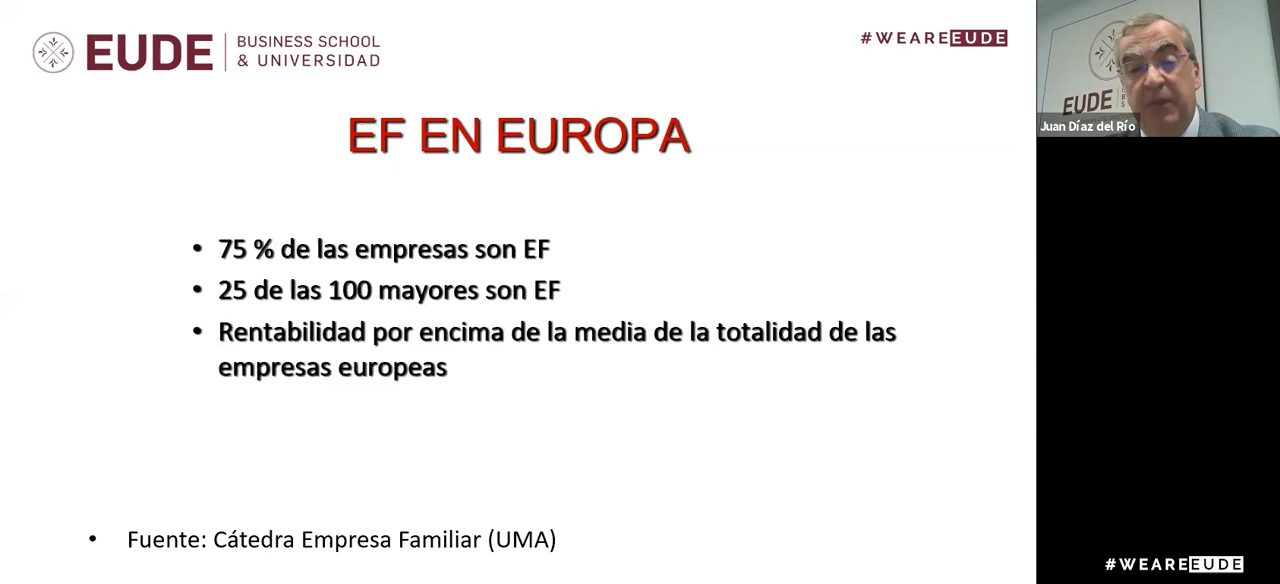 EUDE
BUSINESS SCHOOL
& UNIVERSIDAD
#WEAREEUDE
EUDE
Juan Díaz del Río
EF EN EUROPA
• 75 % de las empresas son EF
• 25 de las 100 mayores son EF
• Rentabilidad por encima de la media de la totalidad de las
empresas europeas
• Fuente: Cátedra Empresa Familiar (UMA)
#WEAREEUDE